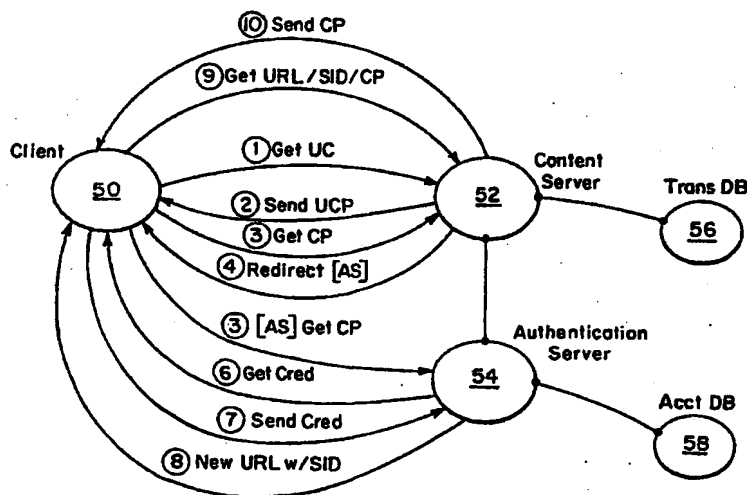 ⑩ Send CP
⑨ Get URL/SID/CP
Client
① Get UC
Content
Server
50
52
Trans DB
② Send UCP
56
③ Get CP
④ Redirect [AS]
③ [AS] Get CP
Authentication
Server
⑥ Get Cred
54
Acct DB
⑦ Send Cred
58
⑧ New URL w/SID